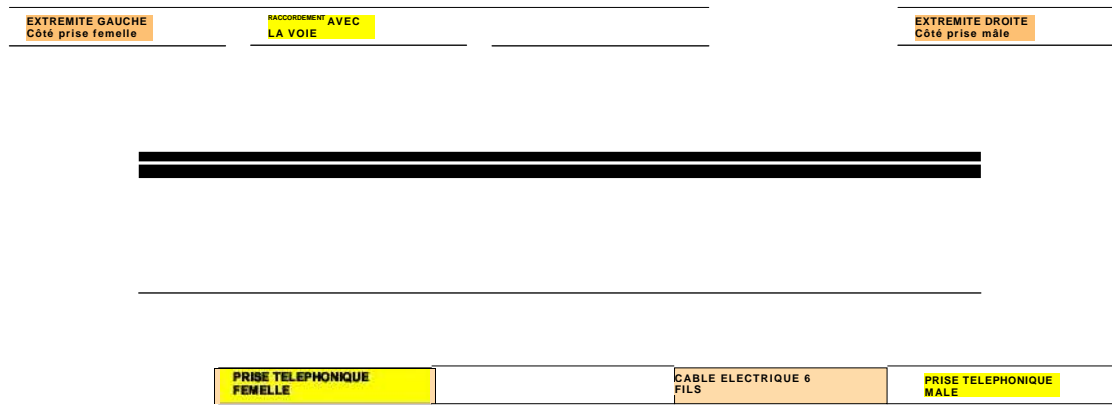 EXTREMITE GAUCHE
Côté prise femelle
RACCORDEMENT AVEC
LA VOIE
EXTREMITE DROITE
Côté prise mâle
PRISE TELEPHONIQUE
FEMELLE
CABLE ELECTRIQUE 6
FILS
PRISE TELEPHONIQUE
MALE